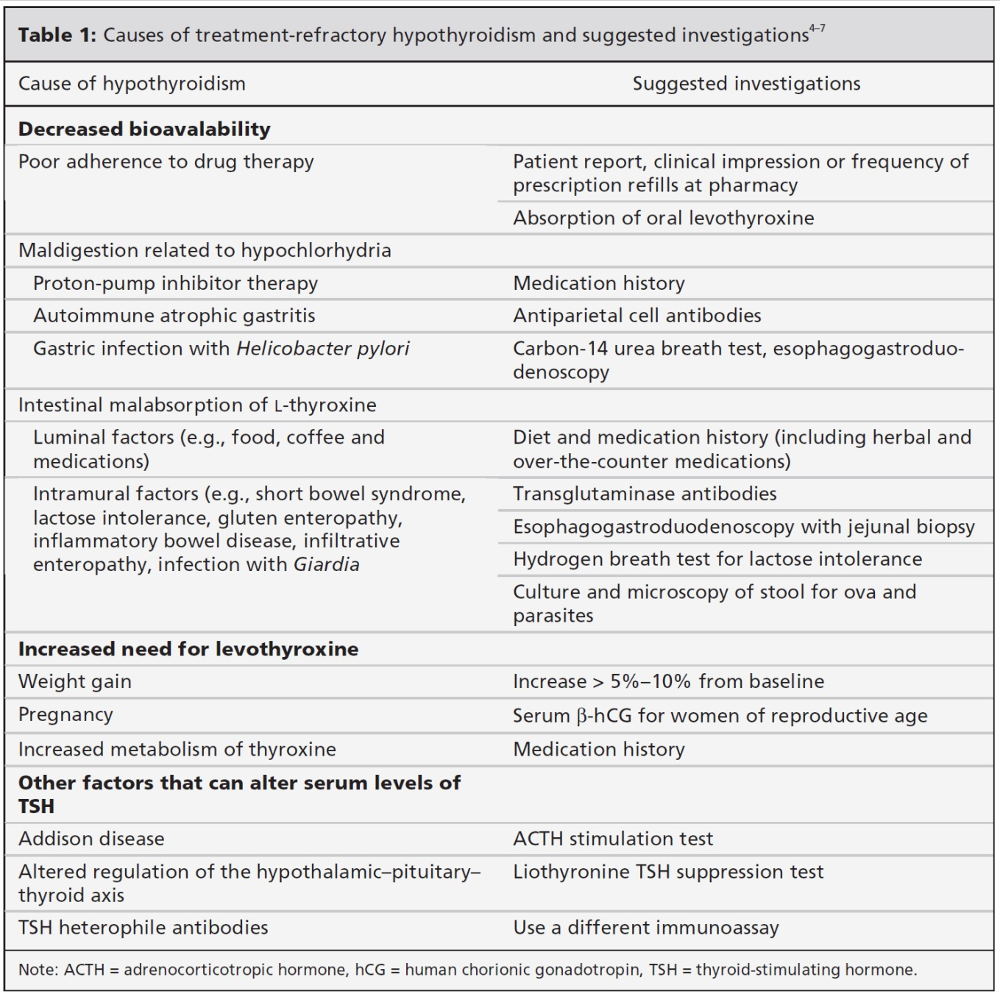 Table 1: Causes of treatment-refractory hypothyroidism and suggested investigations4–7
Cause of hypothyroidism Suggested investigations
Decreased bioavalability
Poor adherence to drug therapy
Patient report, clinical impression or frequency of
prescription refills at pharmacy
Absorption of oral levothyroxine
Maldigestion related to hypochlorhydria
Proton-pump inhibitor therapy Medication history
Autoimmune atrophic gastritis Antiparietal cell antibodies
Gastric infection with Helicobacter pylori
Carbon-14 urea breath test, esophagogastroduo-
denoscopy
Intestinal malabsorption of L-thyroxine
Luminal factors (e.g., food, coffee and
medications)
Diet and medication history (including herbal and
over-the-counter medications)
Intramural factors (e.g., short bowel syndrome,
lactose intolerance, gluten enteropathy,
inflammatory bowel disease, infiltrative
enteropathy, infection with Giardia
Transglutaminase antibodies
Esophagogastroduodenoscopy with jejunal biopsy
Hydrogen breath test for lactose intolerance
Culture and microscopy of stool for ova and
parasites
Increased need for levothyroxine
Weight gain Increase > 5%–10% from baseline
Pregnancy Serum β-hCG for women of reproductive age
Increased metabolism of thyroxine Medication history
Other factors that can alter serum levels of
TSH
Addison disease ACTH stimulation test
Altered regulation of the hypothalamic–pituitary–
thyroid axis
Liothyronine TSH suppression test
TSH heterophile antibodies Use a different immunoassay
Note: ACTH = adrenocorticotropic hormone, hCG = human chorionic gonadotropin, TSH = thyroid-stimulating hormone.